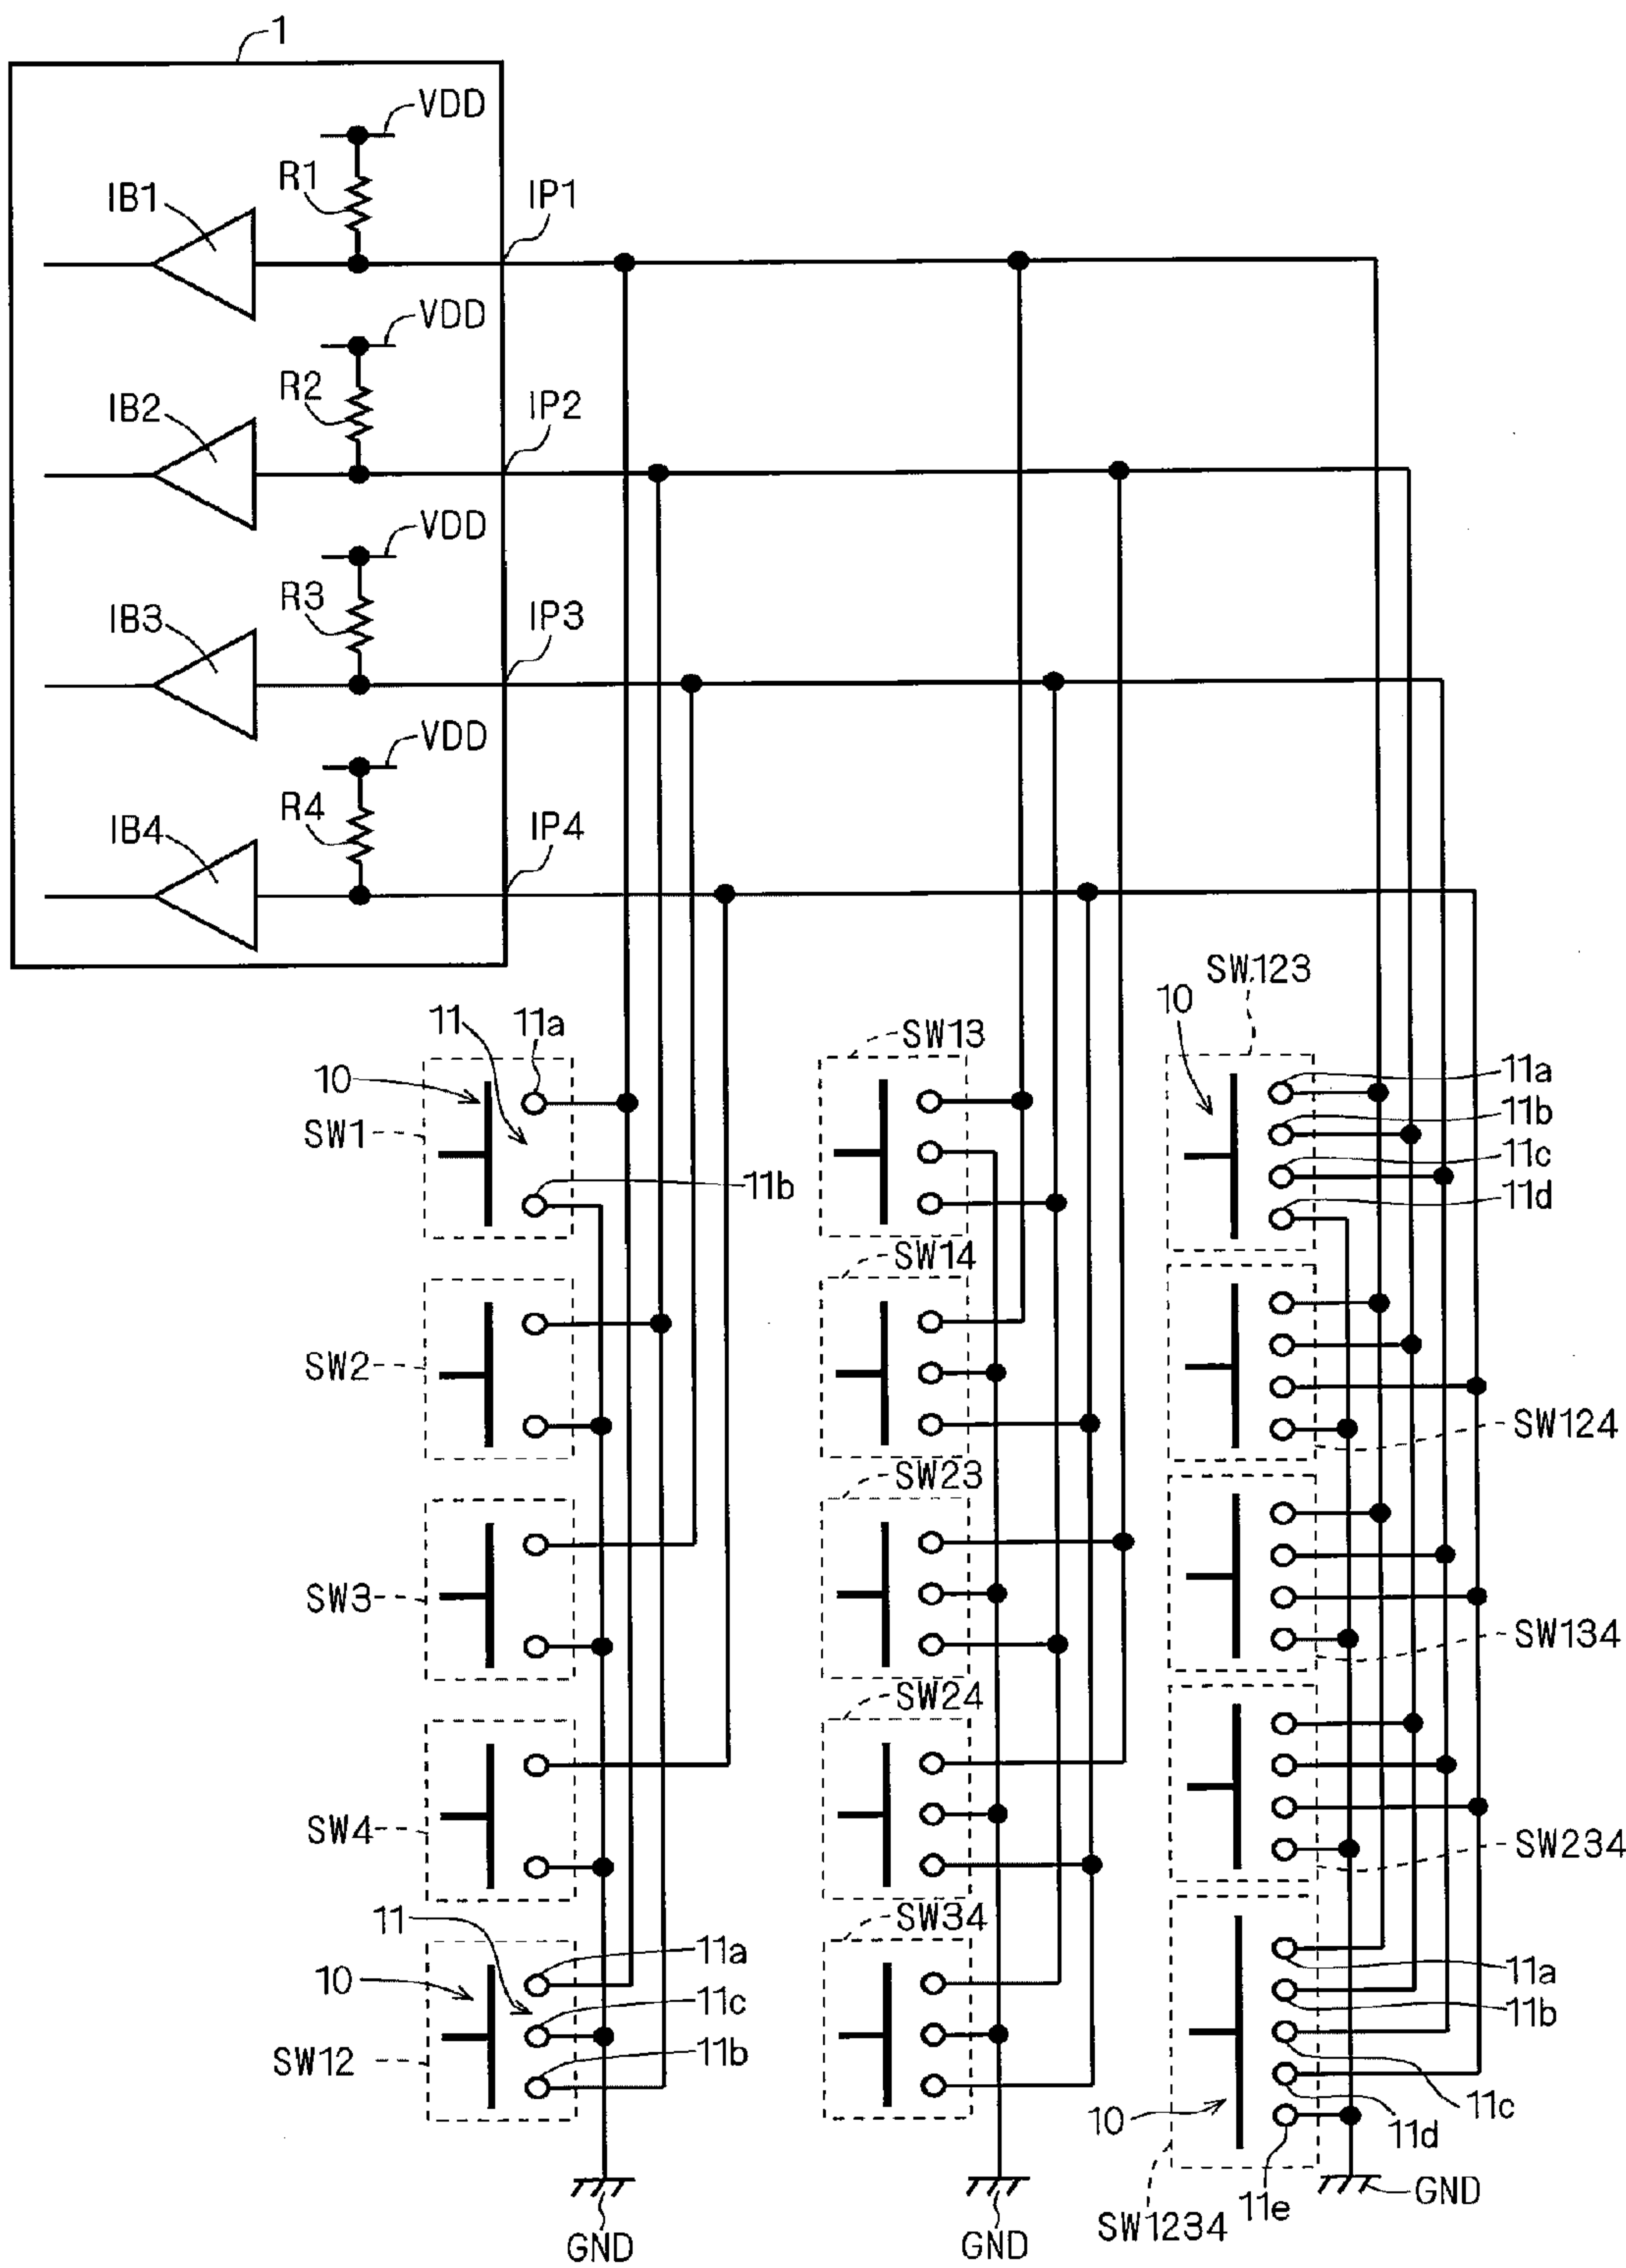 1
VDD
R1
IB1
IP1
VDD
R2
IB2
IP2
VDD
R3
IB3
IP3
VDD
R4
IB4
IP4
SW123
10
11
11a
SW13
10
SW1
11b
11a
11b
11c
11d
SW14
SW2
SW124
SW23
SW3
SW134
SW24
SW4
SW234
11
SW34
11a
10
11c
11a
11b
SW12
11b
10
11c
11d
11e
GND
SW1234
GND
GND